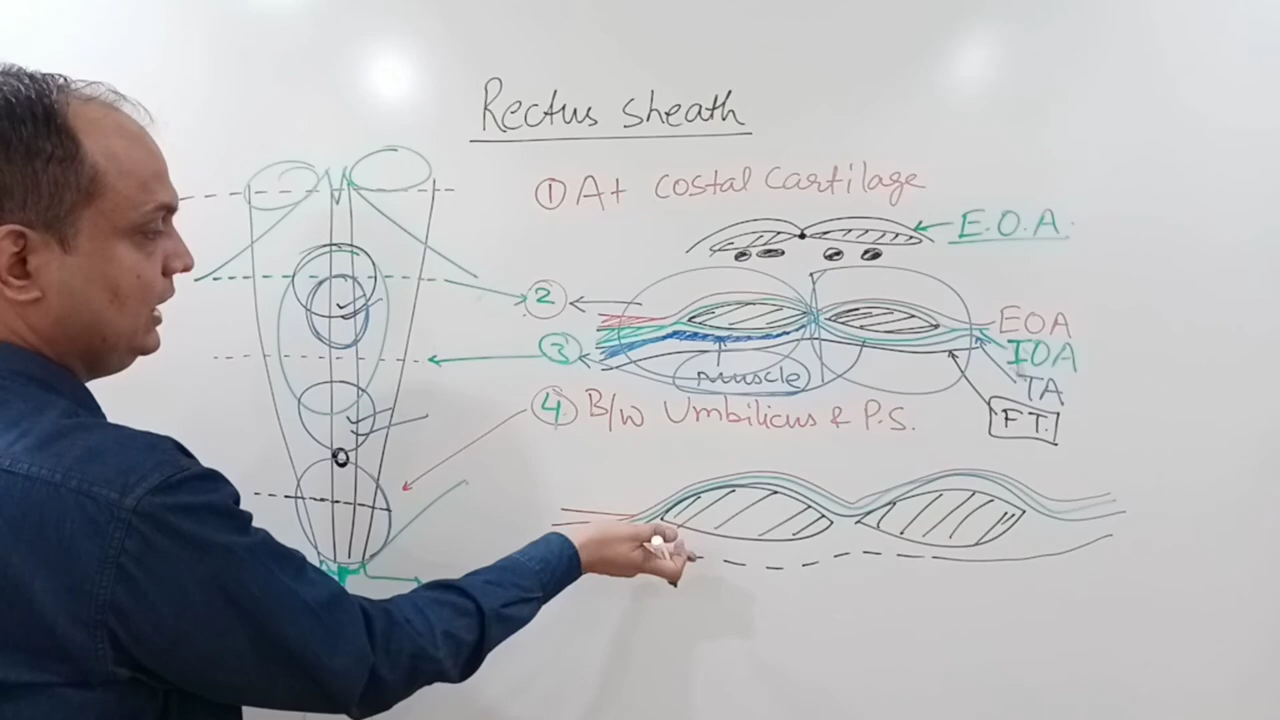 Rectus sheath
① At costal cartilage
E.O.A.
②
EOA
③
IOA
muscle
TA
④ B/w Umbilicus & P.S.
F T.